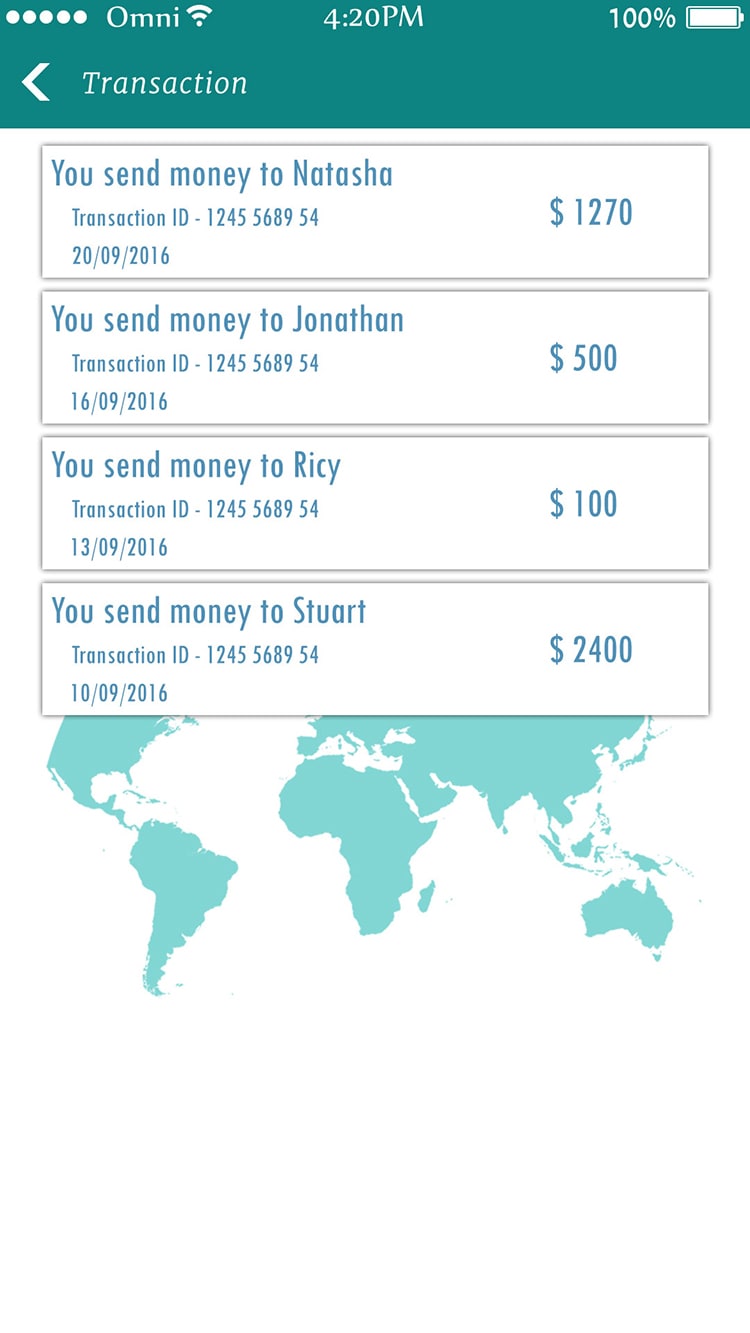 Omni 4:20PM 100%
Transaction
You send money to Natasha
Transaction ID - 1245 5689 54
$ 1270
20/09/2016
You send money to Jonathan
Transaction ID - 1245 5689 54
$ 500
16/09/2016
You send money to Ricy
Transaction ID - 1245 5689 54
$ 100
13/09/2016
You send money to Stuart
Transaction ID - 1245 5689 54
$ 2400
10/09/2016